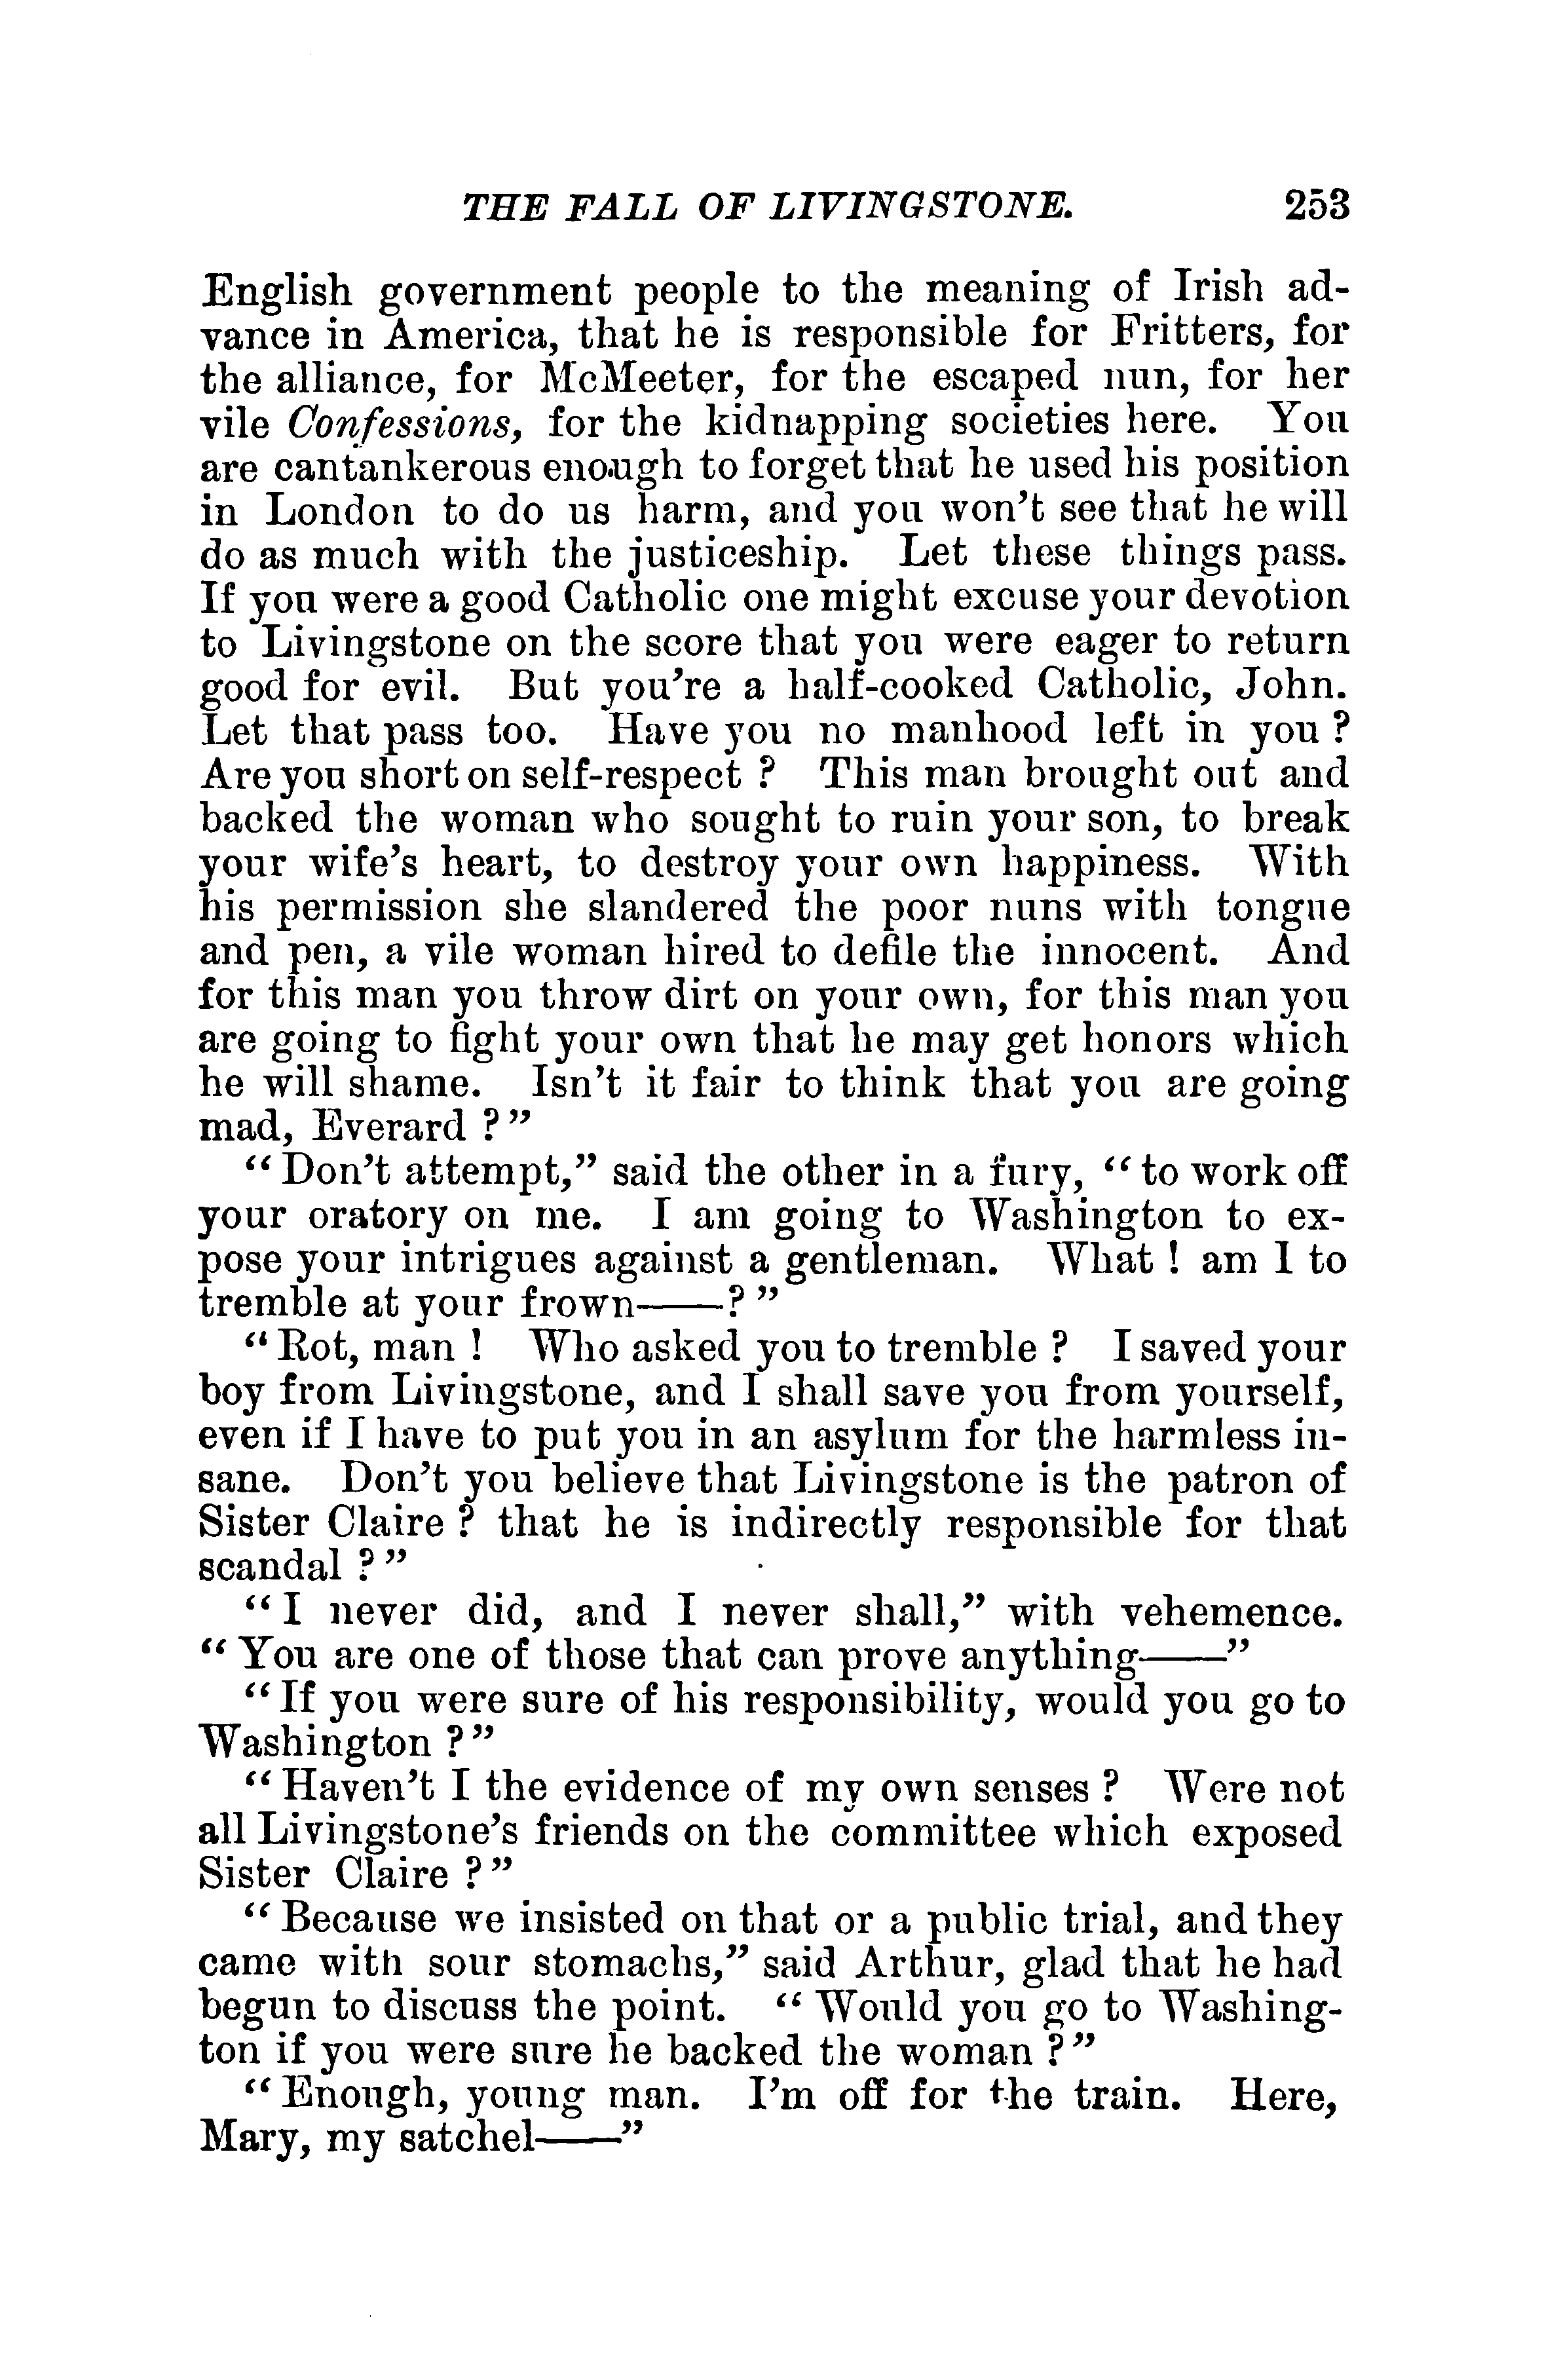 THE FALL OF LIVINGSTONE. 253
English government people to the meaning of Irish ad-
vance in America, that he is responsible for Fritters, for
the alliance, for McMeeter, for the escaped nun, for her
vile Confessions, for the kidnapping societies here. You
are cantankerous enough to forget that he used his position
in London to do us harm, and you won't see that he will
do as much with the justiceship. Let these things pass.
If you were a good Catholic one might excuse your devotion
to Livingstone on the score that you were eager to return
good for evil. But you're a half-cooked Catholic, John.
Let that pass too. Have you no manhood left in you ?
Are you short on self-respect ? This man brought out and
backed the woman who sought to ruin your son, to break
your wife's heart, to destroy your own happiness. With
his permission she slandered the poor nuns with tongue
and pen, a vile woman hired to defile the innocent. And
for this man you throw dirt on your own, for this man you
are going to fight your own that he may get honors which
he will shame. Isn't it fair to think that you are going
mad, Everard ?"
"Don't attempt," said the other in a fury, "to work off
your oratory on me. I am going to Washington to ex-
pose your intrigues against a gentleman. What ! am I to
tremble at your frown——? "
"Rot, man ! Who asked you to tremble ? I saved your
boy from Livingstone, and I shall save you from yourself,
even if I have to put you in an asylum for the harmless in-
sane. Don't you believe that Livingstone is the patron of
Sister Claire ? that he is indirectly responsible for that
scandal ?"
"I never did, and I never shall," with vehemence.
"You are one of those that can prove anything——"
"If you were sure of his responsibility, would you go to
Washington ?"
"Haven't I the evidence of my own senses ? Were not
all Livingstone's friends on the committee which exposed
Sister Claire ?"
"Because we insisted on that or a public trial, and they
came with sour stomachs," said Arthur, glad that he had
begun to discuss the point. "Would you go to Washing-
ton if you were sure he backed the woman ?"
"Enough, young man. I'm off for the train. Here,
Mary, my satchel——"